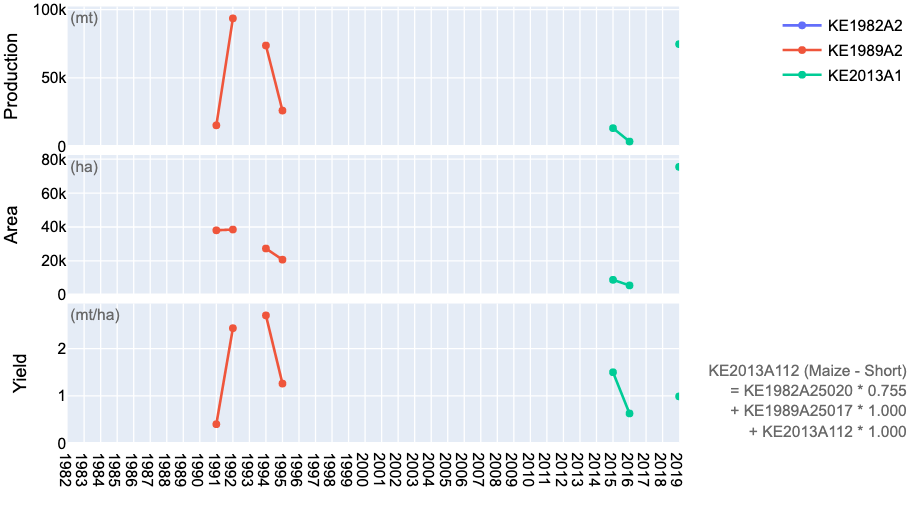 Production
100k
50k
0
(mt)
Area
80k
60k
40k
20k
0
(ha)
Yield
2
1
0
(mt/ha)
1982
1983
1984
1985
1986
1987
1988
1989
1990
1991
1992
1993
1994
1995
1996
1997
1998
1999
2000
2001
2002
2003
2004
2005
2006
2007
2008
2009
2010
2011
2012
2013
2014
2015
2016
2017
2018
2019
KE1982A2
KE1989A2
KE2013A1
KE2013A112 (Maize - Short)
= KE1982A25020 * 0.755
+ KE1989A25017 * 1.000
+ KE2013A112 * 1.000